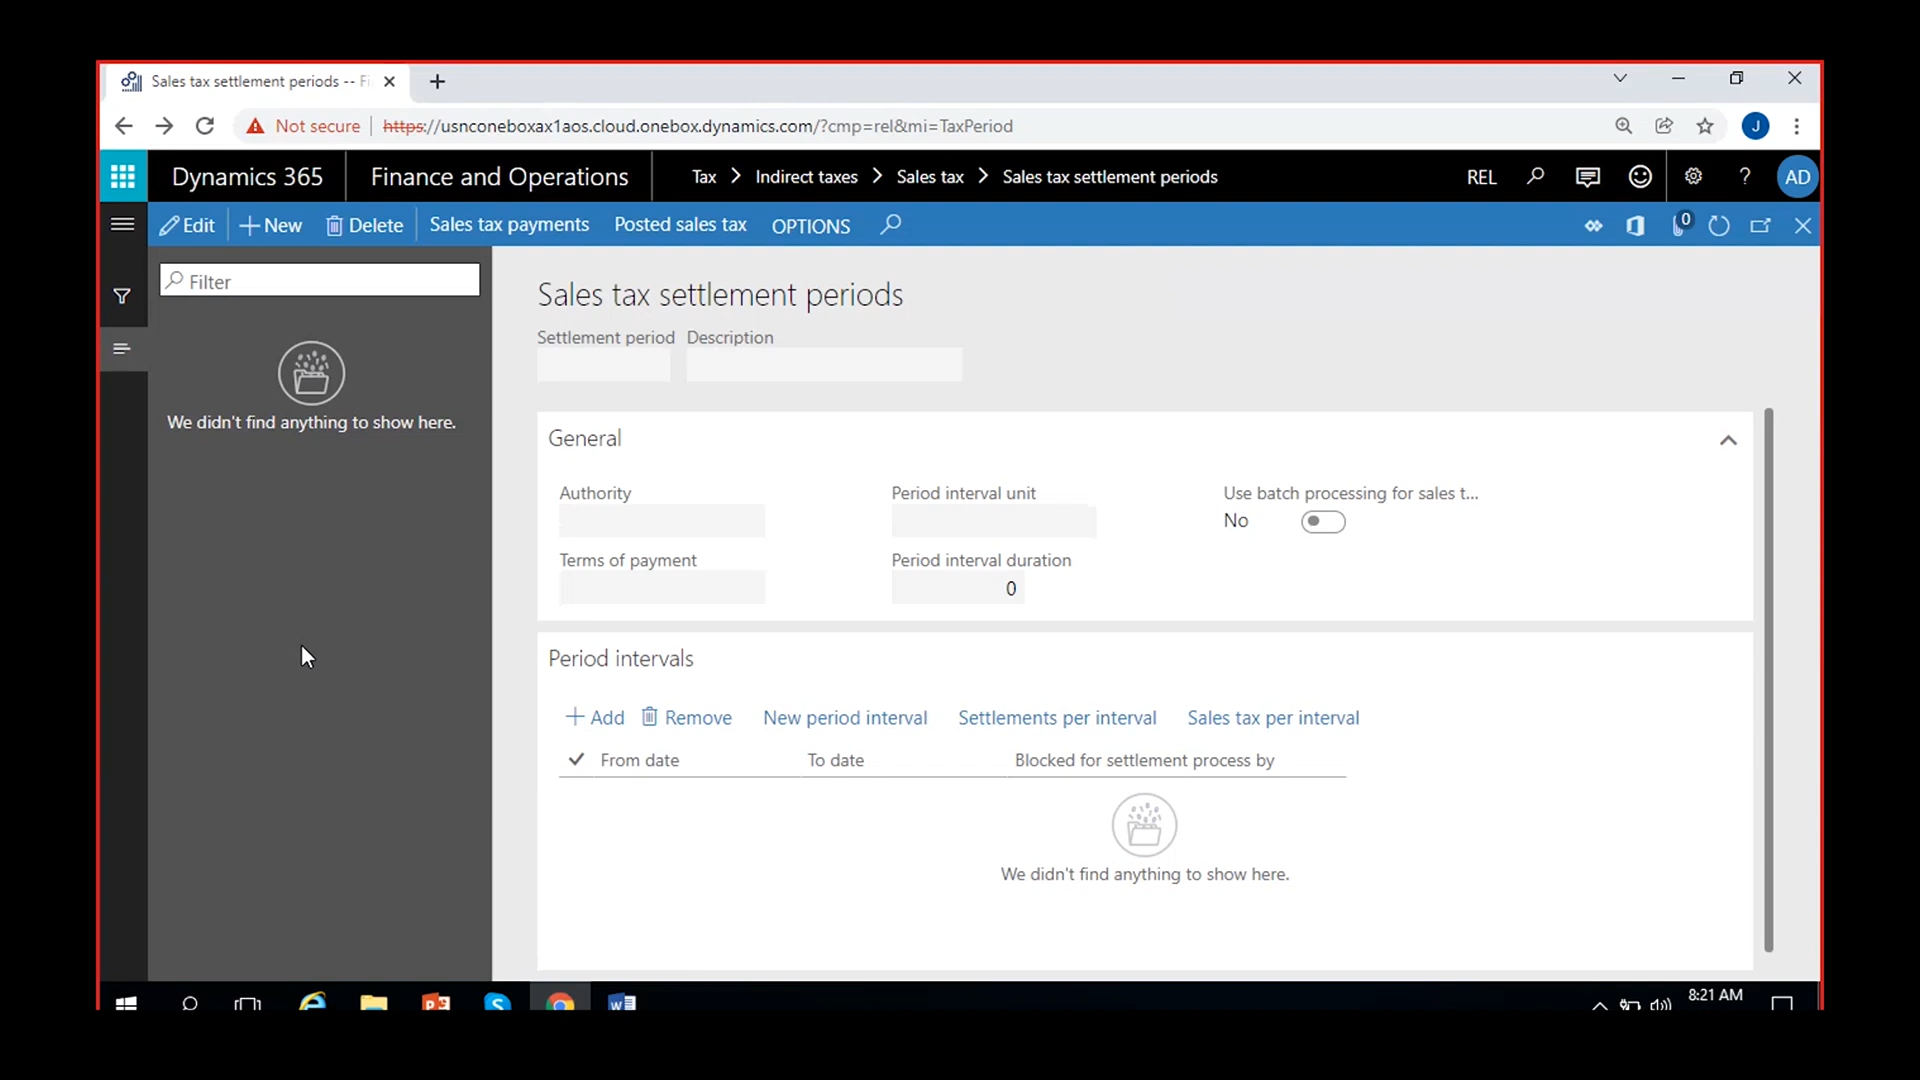 Sales tax settlement periods -- Fi
Not secure https://usnconeboxax1aos.cloud.onebox.dynamics.com/?cmp=rel&mi=TaxPeriod J
Dynamics 365 Finance and Operations Tax > Indirect taxes > Sales tax > Sales tax settlement periods REL ? AD
Edit + New Delete Sales tax payments Posted sales tax OPTIONS 0
Filter
We didn't find anything to show here.
Sales tax settlement periods
Settlement period Description
General
Authority Period interval unit Use batch processing for sales t...
No
Terms of payment Period interval duration
0
Period intervals
+ Add Remove New period interval Settlements per interval Sales tax per interval
From date To date Blocked for settlement process by
We didn't find anything to show here.
8:21 AM